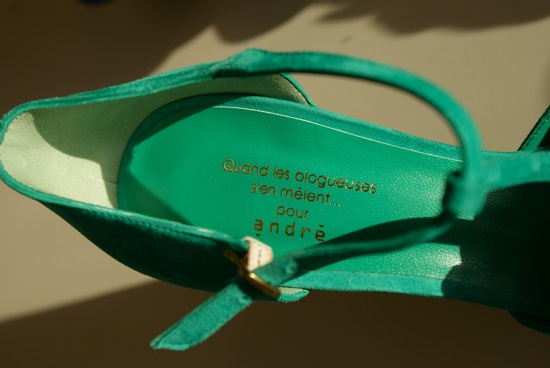 Quand les blogueuses
s'en mêlent...
pour
andré